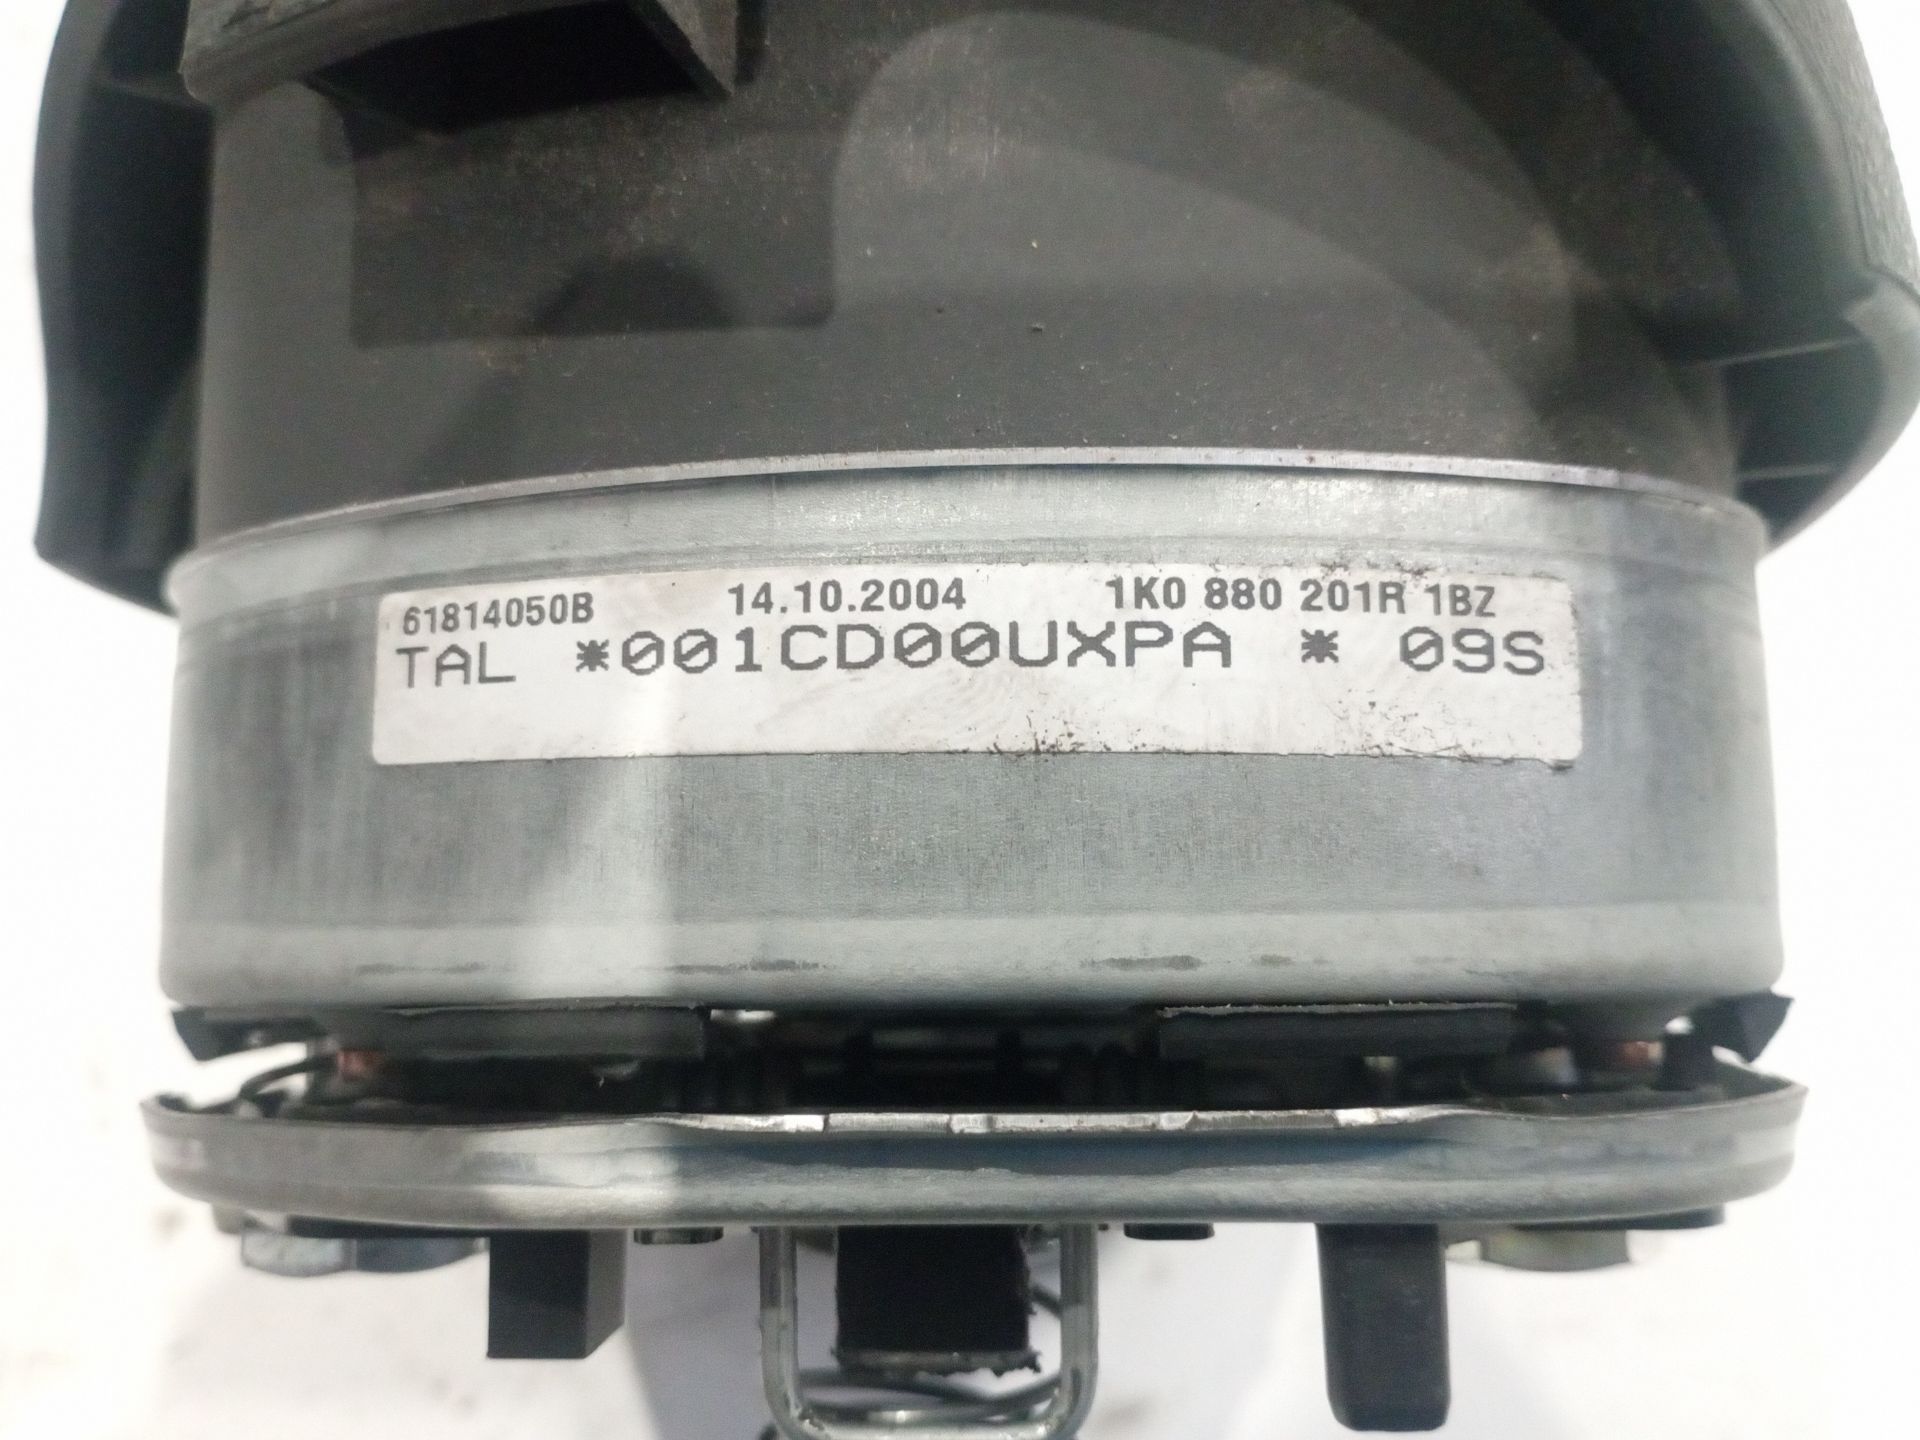 61814050B 14.10.2004 1K0 880 201R 1BZ
TAL *001CD00UXPA * 09S